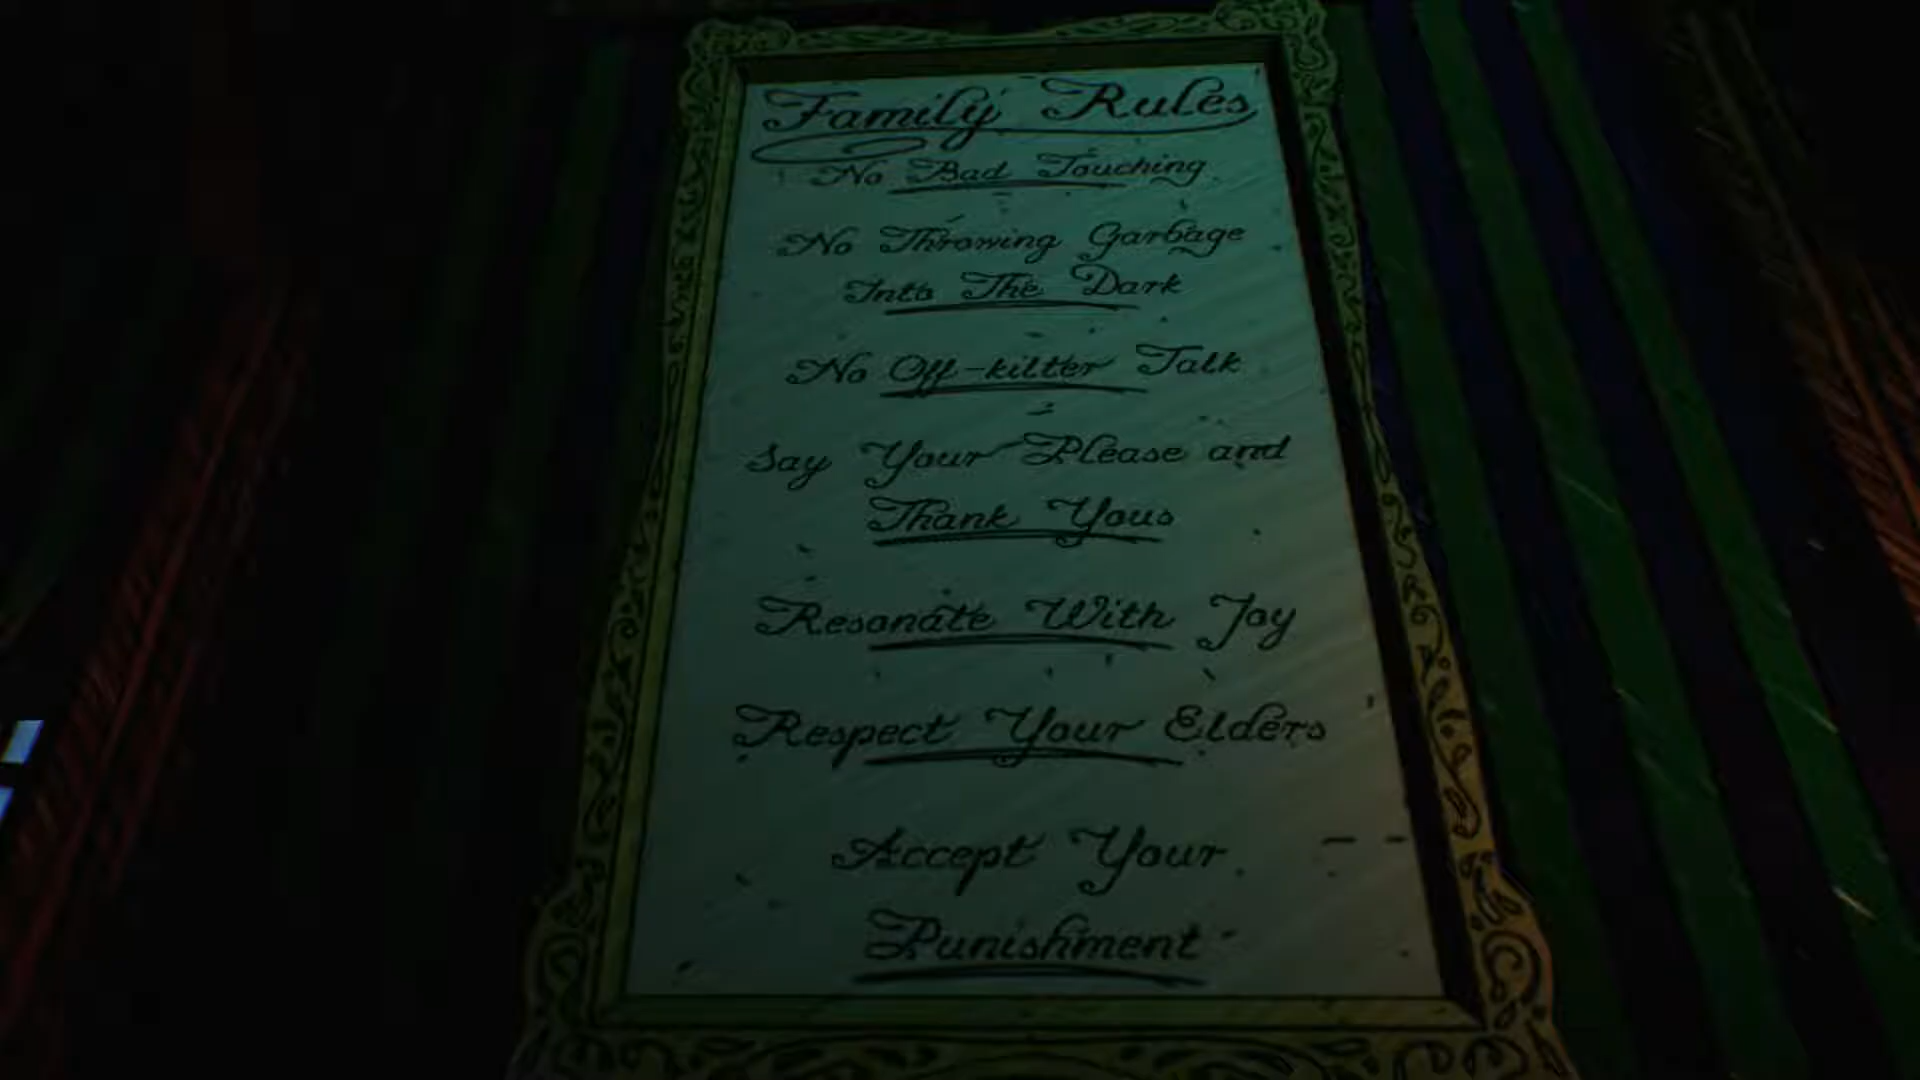 Family Rules
No Bad Touching
No Throwing Garbage
Into The Dark
No Off-kilter Talk
Say Your Please and
Thank Yous
Resonate With Joy
Respect Your Elders
Accept Your
Punishment